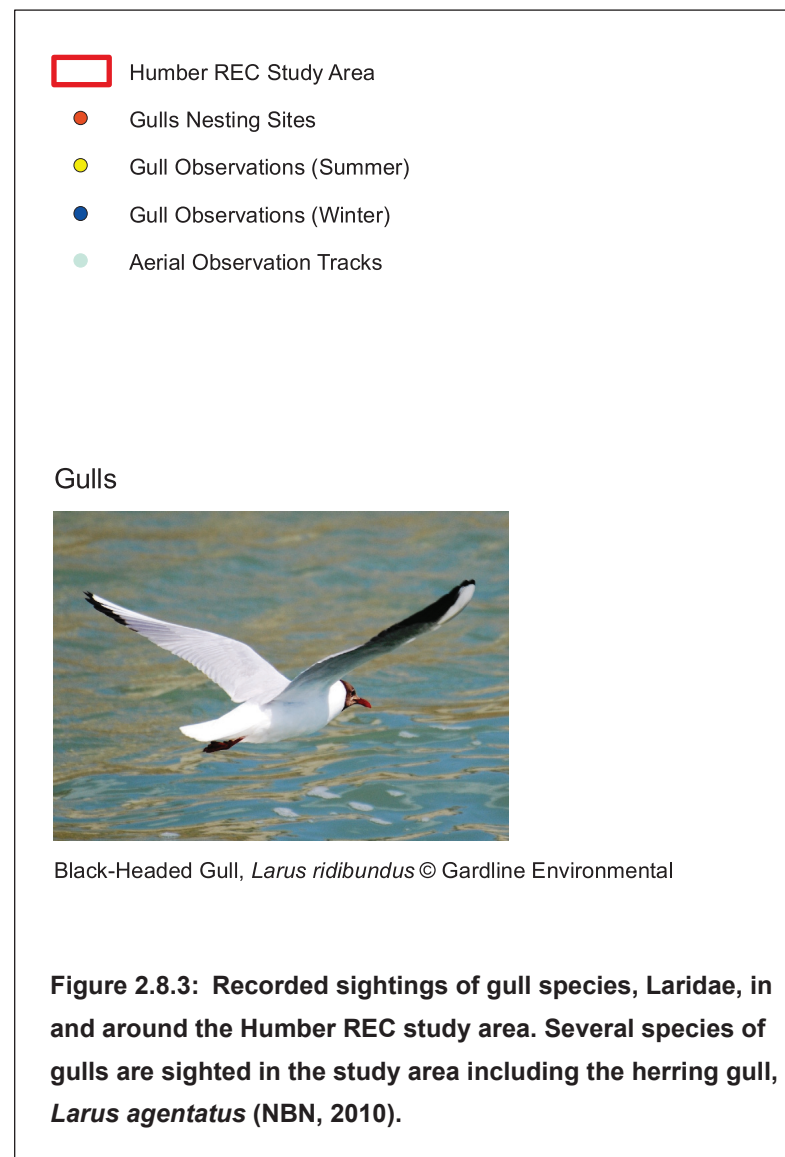 Humber REC Study Area
Gulls Nesting Sites
Gull Observations (Summer)
Gull Observations (Winter)
Aerial Observation Tracks
Gulls
Black-Headed Gull, Larus ridibundus © Gardline Environmental
Figure 2.8.3: Recorded sightings of gull species, Laridae, in
and around the Humber REC study area. Several species of
gulls are sighted in the study area including the herring gull,
Larus agentatus (NBN, 2010).